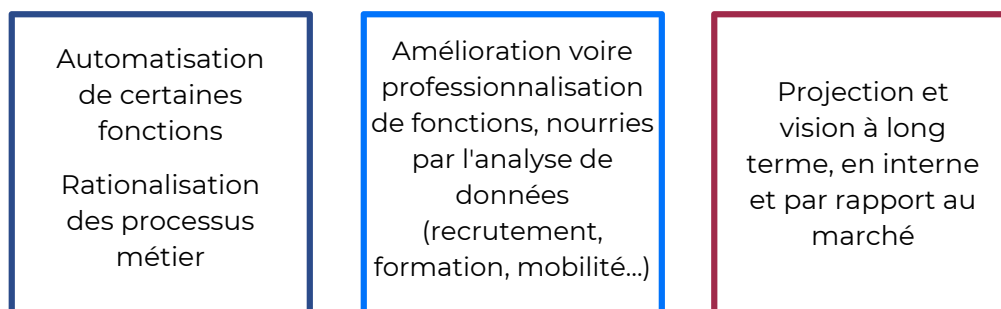 Automatisation
de certaines
fonctions
Rationalisation
des processus
métier
Amélioration voire
professionnalisation
de fonctions, nourries
par l'analyse de
données
(recrutement,
formation, mobilité...)
Projection et
vision à long
terme, en interne
et par rapport au
marché